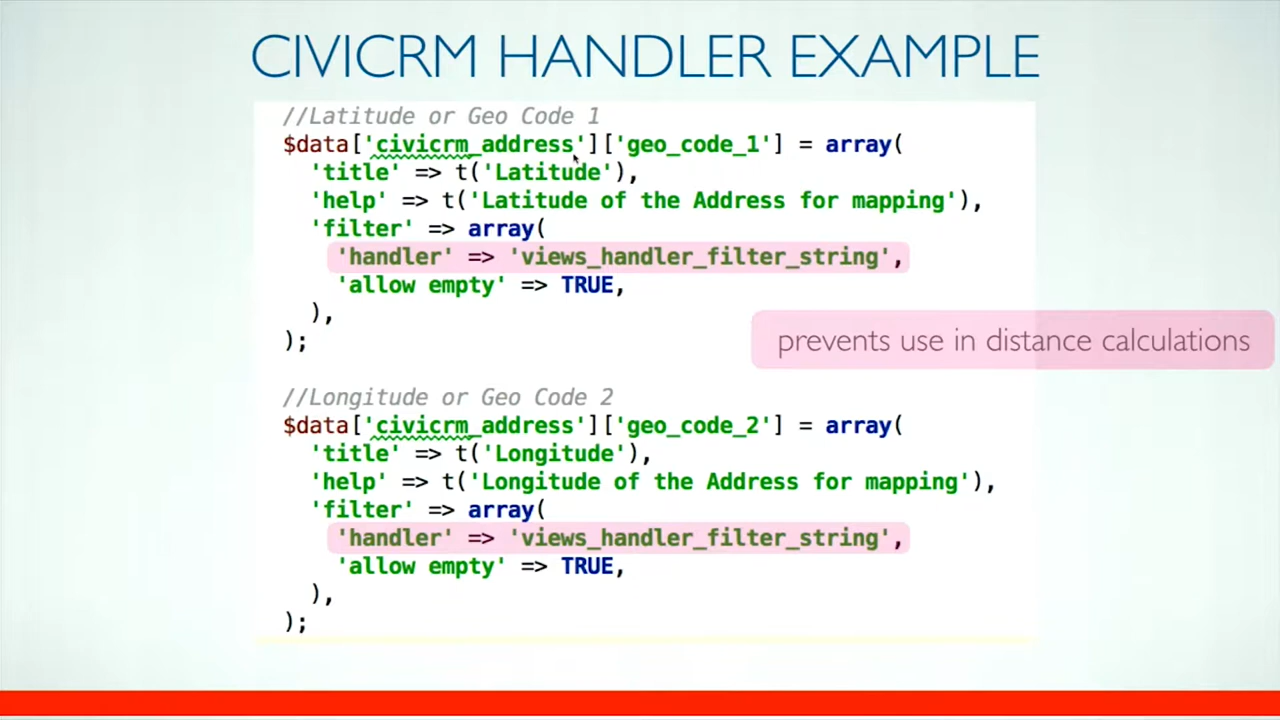 CIVICRM HANDLER EXAMPLE
//Latitude or Geo Code 1
$data['civicrm_address']['geo_code_1'] = array(
'title' => t('Latitude'),
'help' => t('Latitude of the Address for mapping'),
'filter' => array(
'handler' => 'views_handler_filter_string',
'allow empty' => TRUE,
),
);
prevents use in distance calculations
//Longitude or Geo Code 2
$data['civicrm_address']['geo_code_2'] = array(
'title' => t('Longitude'),
'help' => t('Longitude of the Address for mapping'),
'filter' => array(
'handler' => 'views_handler_filter_string',
'allow empty' => TRUE,
),
);